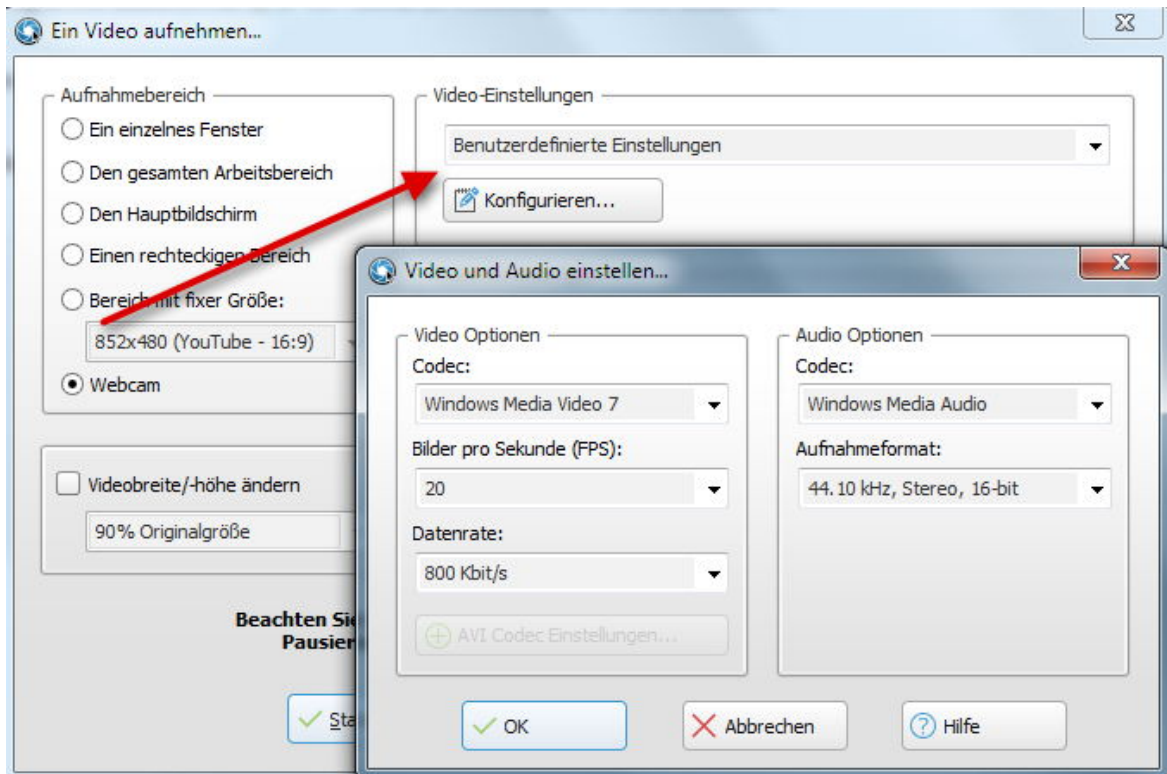 Ein Video aufnehmen...
Aufnahmebereich
Ein einzelnes Fenster
Den gesamten Arbeitsbereich
Den Hauptbildschirm
Einen rechteckigen Bereich
Bereich mit fixer Größe:
852x480 (YouTube - 16:9)
Webcam
Videobreite/-höhe ändern
90% Originalgröße
Video-Einstellungen
Benutzerdefinierte Einstellungen
Konfigurieren...
Beachten
Video und Audio einstellen...
Video Optionen
Codec:
Windows Media Video 7
Bilder pro Sekunde (FPS):
20
Datenrate:
800 Kbit/s
AVI Codec Einstellungen...
Audio Optionen
Codec:
Windows Media Audio
Aufnahmeformat:
44.10 kHz, Stereo, 16-bit
OK
Abbrechen
Hilfe